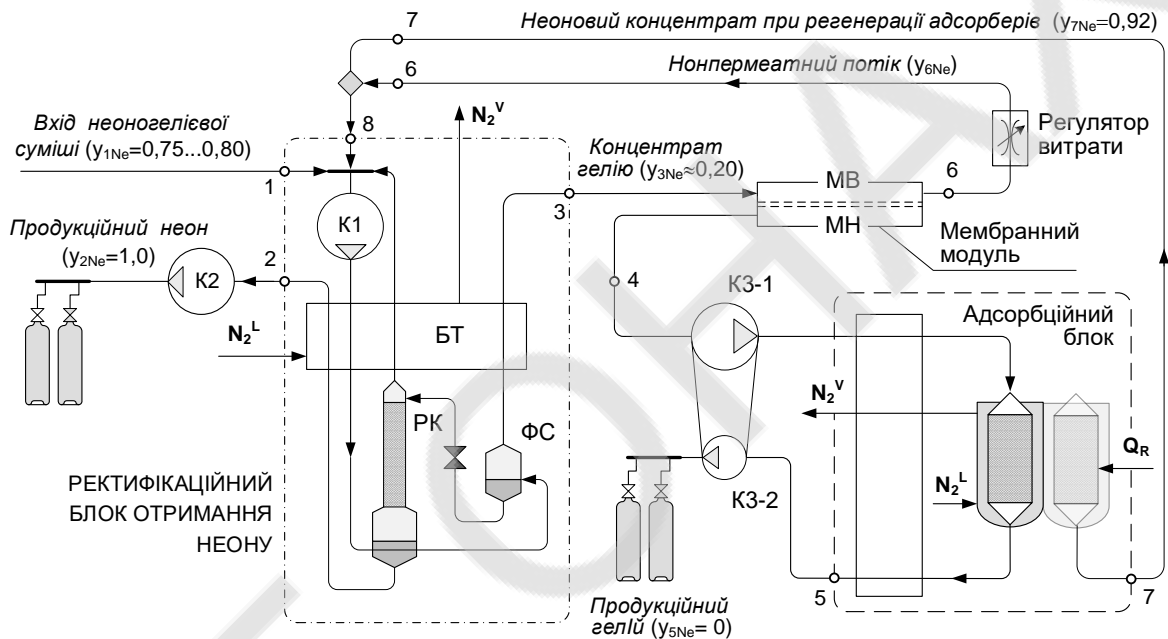 7
Неоновий концентрат при регенерації адсорберів (y7Ne=0,92)
6
Нонпермеатний потік (y6Ne)
N2V
8
Вхід неоногелієвої
суміші (y1Ne=0,75...0,80)
1
Концентрат
гелію (y3Ne≈0,20)
3
Регулятор
витрати
МВ
МН
6
Мембранний
модуль
К1
Продукційний неон
(y2Ne=1,0)
К2
2
4
К3-1
Адсорбційний
блок
N2L
БТ
N2V
РК
ФС
QR
N2L
РЕКТИФІКАЦІЙНИЙ
БЛОК ОТРИМАННЯ
НЕОНУ
К3-2
Продукційний
гелІй (y5Ne= 0)
5
7
ОНАХ